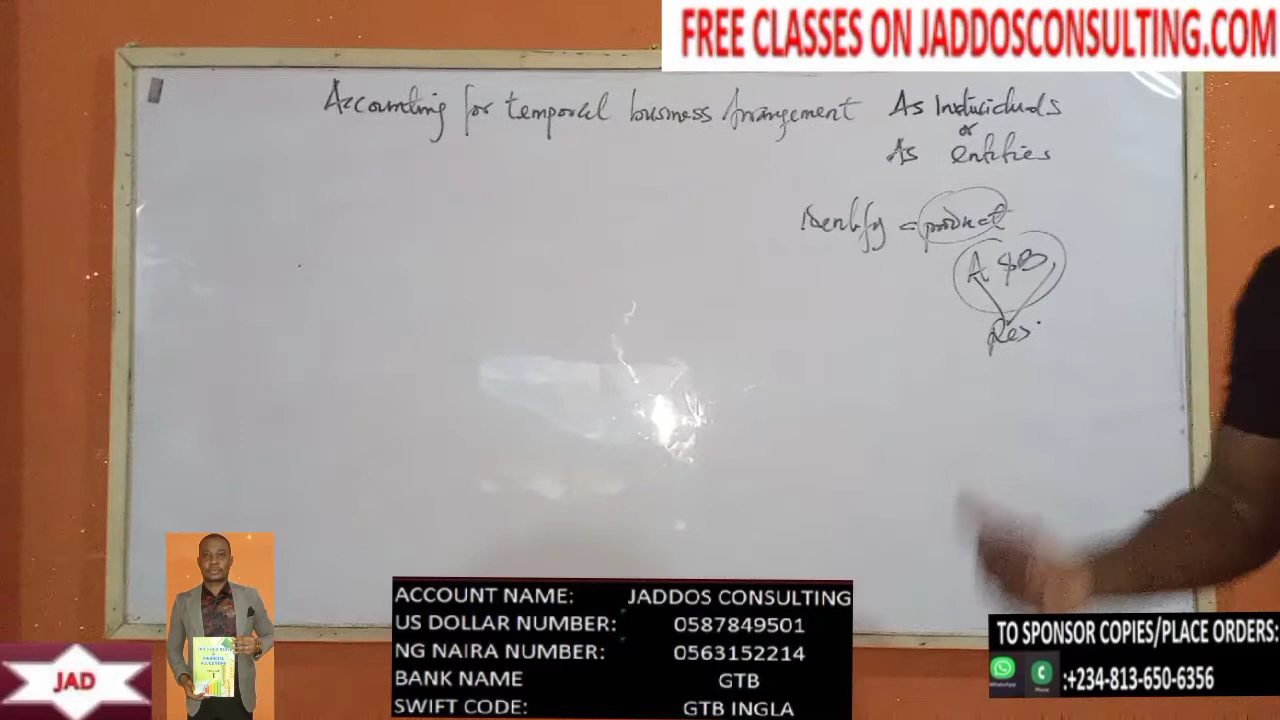 FREE CLASSES ON JADDOSCONSULTING.COM
Accounting for temporal business Arrangement As Individuals
or
As entities
Identify a product
A & B,
Res.
ACCOUNT NAME: JADDOS CONSULTING
US DOLLAR NUMBER: 0587849501
NG NAIRA NUMBER: 0563152214
BANK NAME GTB
SWIFT CODE: GTB INGLA
TO SPONSOR COPIES/PLACE ORDERS:
WhatsApp Phone :+234-813-650-6356
JAD